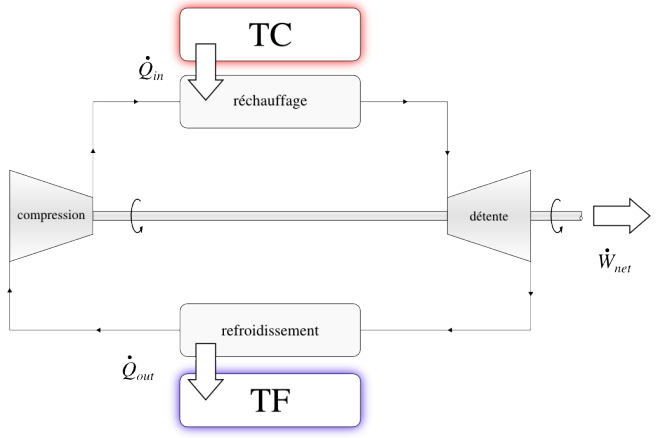 TC
Q̇in
réchauffage
compression
détente
Ẇnet
refroidissement
Q̇out
TF